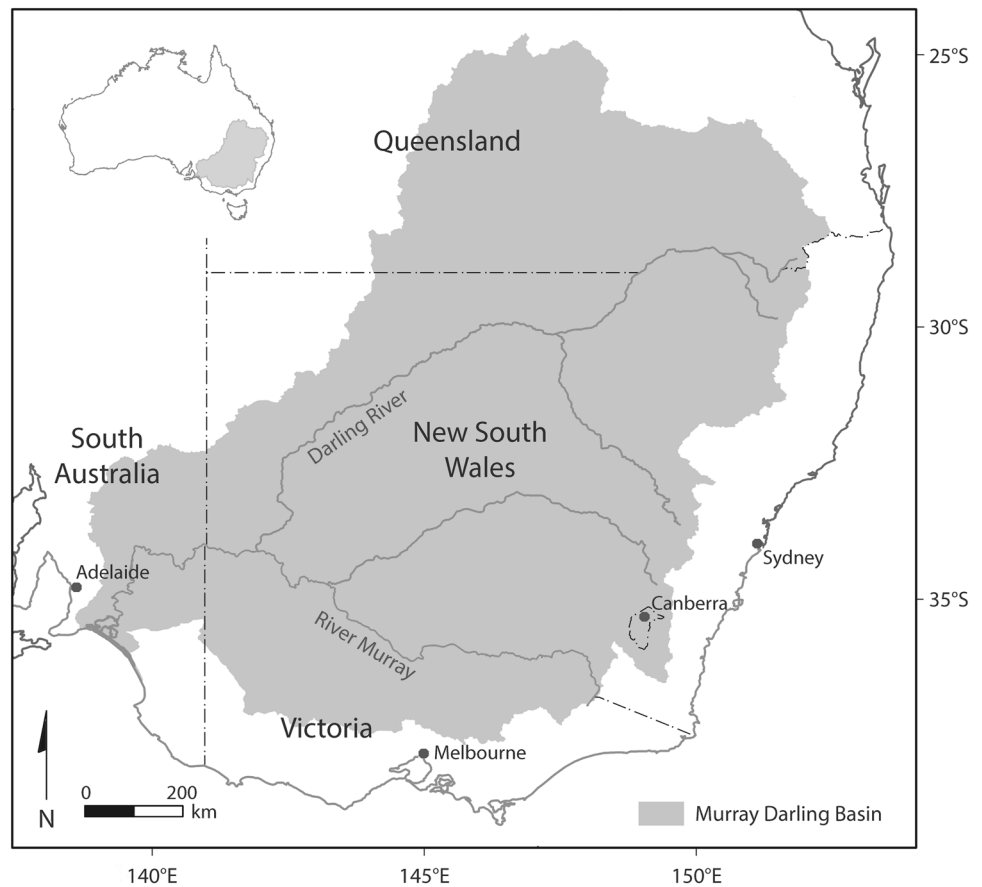 25°S
Queensland
30°S
Darling River
New South
Wales
South
Australia
Sydney
Adelaide
Canberra
35°S
River Murray
Victoria
Melbourne
0 200
km
N
Murray Darling Basin
140°E 145°E 150°E